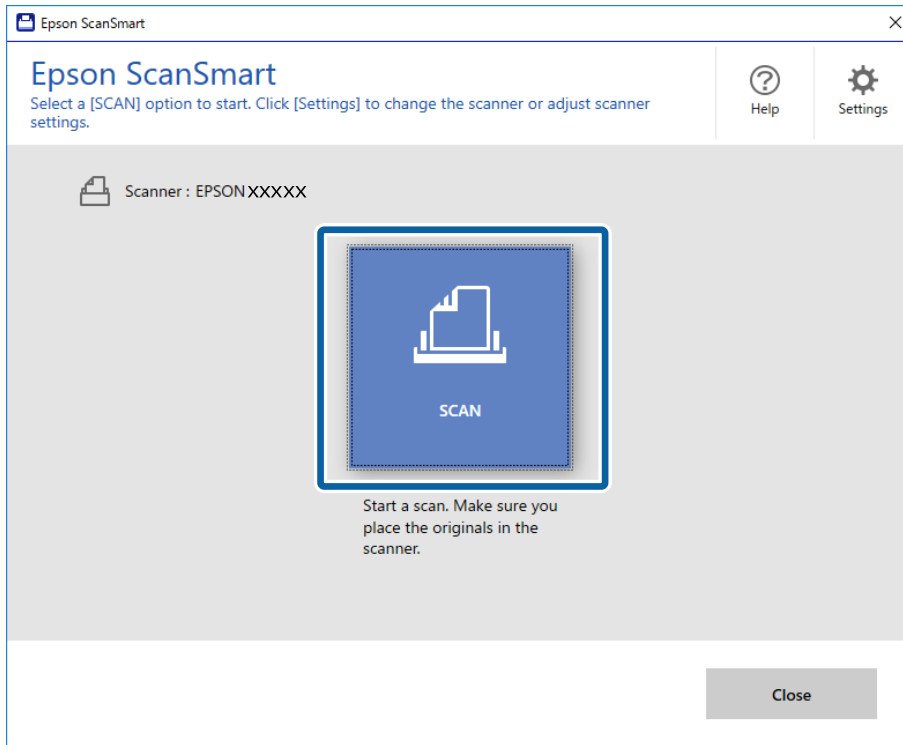 Epson ScanSmart
Epson ScanSmart
Select a [SCAN] option to start. Click [Settings] to change the scanner or adjust scanner
settings.
Help
Settings
Scanner : EPSON XXXXX
SCAN
Start a scan. Make sure you
place the originals in the
scanner.
Close